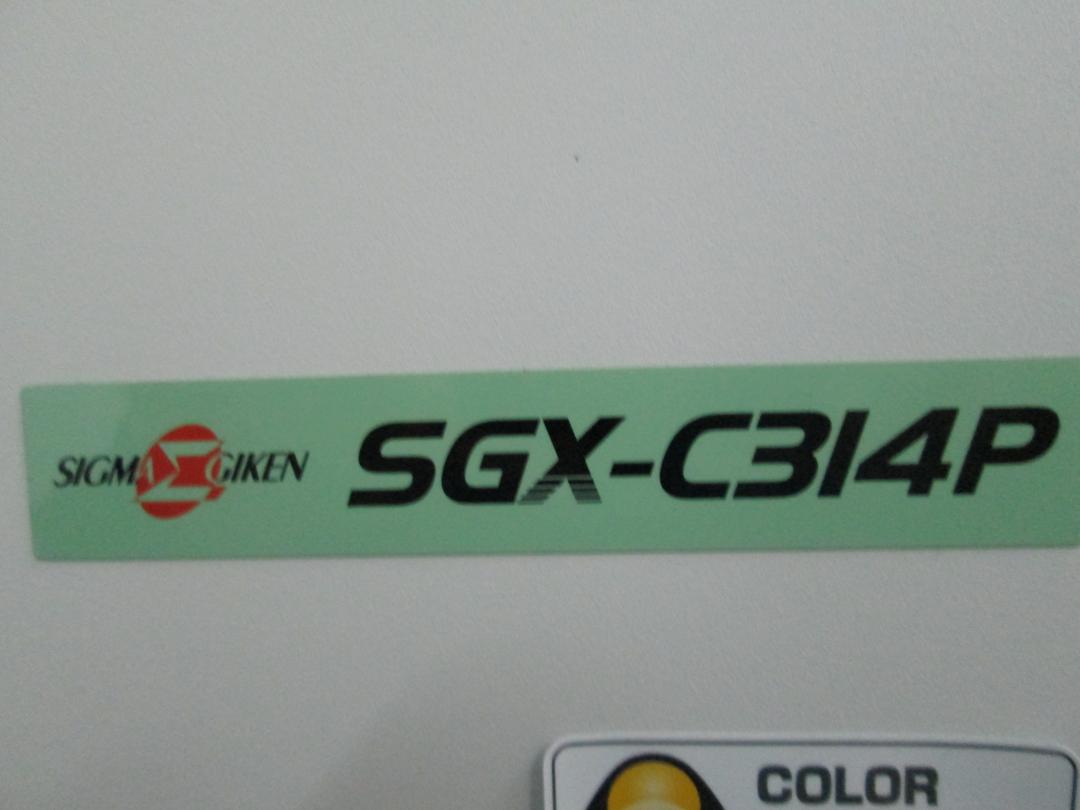 SIGMA GIKEN SGX-C314P
COLOR